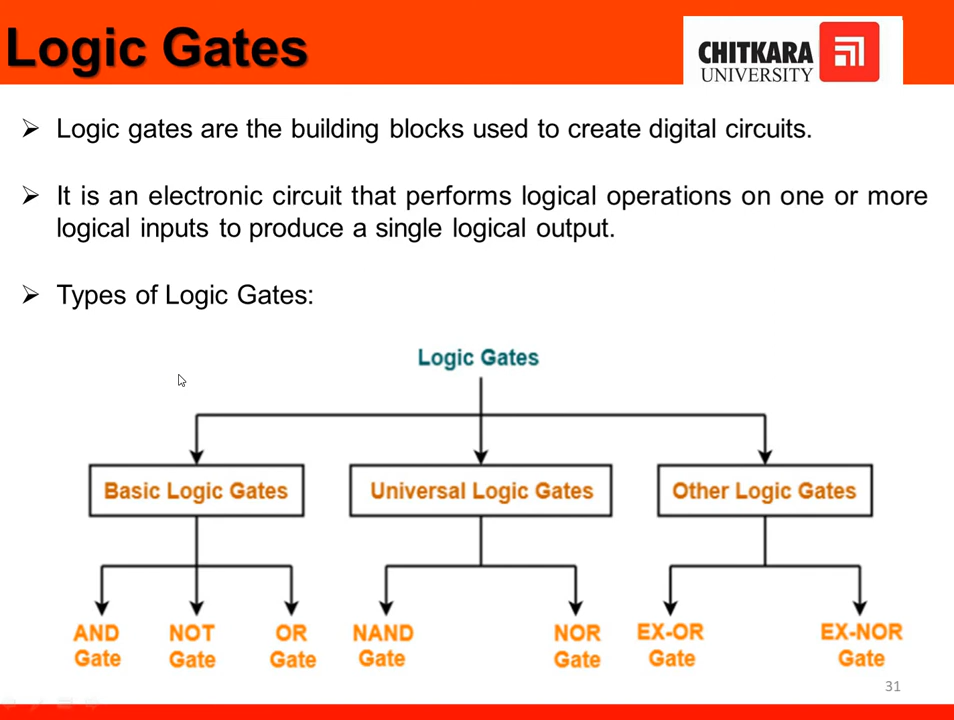 Logic Gates
CHITKARA
UNIVERSITY
Logic gates are the building blocks used to create digital circuits.
It is an electronic circuit that performs logical operations on one or more
logical inputs to produce a single logical output.
Types of Logic Gates:
Logic Gates
Basic Logic Gates
Universal Logic Gates
Other Logic Gates
AND
Gate
NOT
Gate
OR
Gate
NAND
Gate
NOR
Gate
EX-OR
Gate
EX-NOR
Gate
31